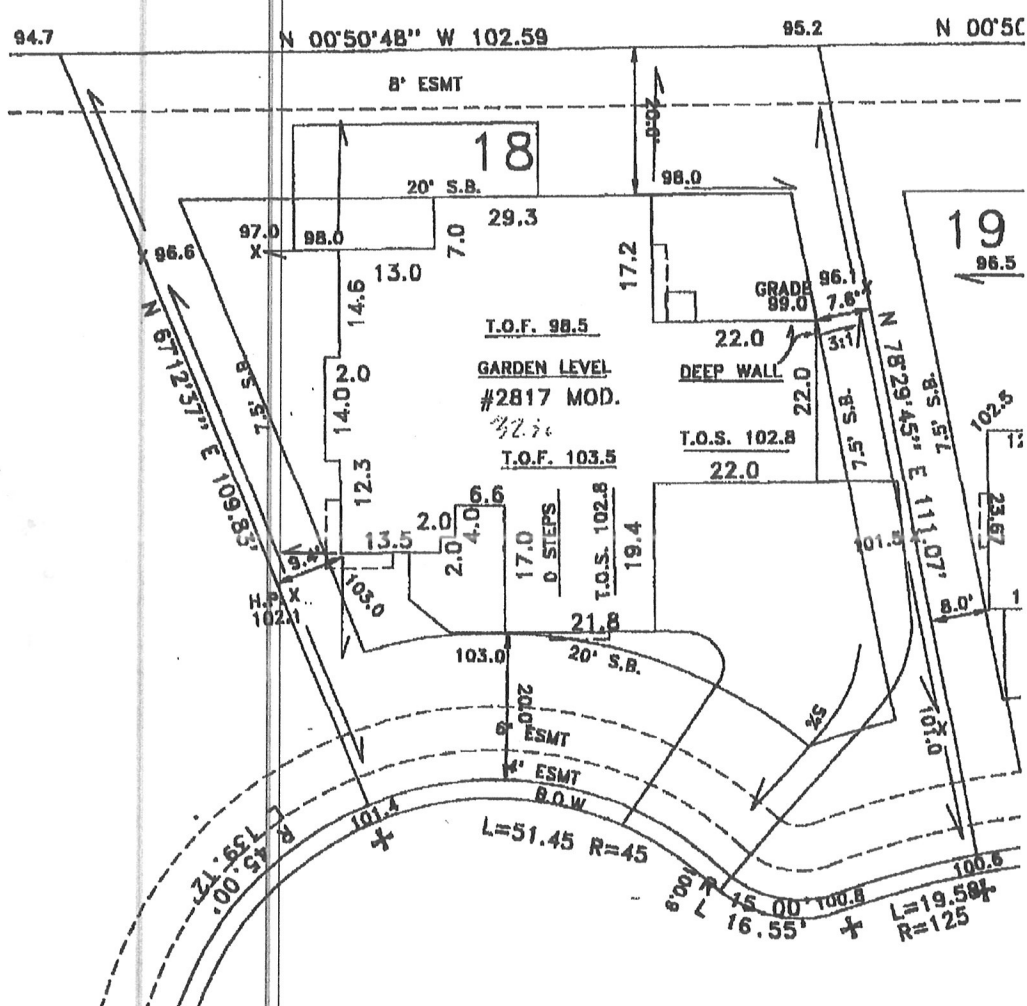 94.7
N 00°50'48" W 102.59
95.2
N 00°50
8' ESMT
20.0'
18
20' S.B.
98.0
29.3
19
97.0
X
98.0
7.0
X 96.6
13.0
17.2
96.5
96.1
X
GRADE
99.0
7.6'
14.6
T.O.F. 98.5
22.0
3:1
N 67°12'37" E 109.83'
7.5' S.B.
2.0
GARDEN LEVEL
DEEP WALL
N 78°29'45" E 111.07'
14.0
#2817 MOD.
22.0
7.5' S.B.
7.5' S.B.
102.5
T.O.S. 102.8
12
T.O.F. 103.5
22.0
12.3
6.6
2.0
4.0
13.5
2.0
17.0
0 STEPS
T.O.S. 102.8
19.4
101.5
23.67
103.0
H.P. X
102.1
8.0'
1
21.8
103.0
20' S.B.
20.0'
5%
101.0
6' ESMT
4' ESMT
B.O.W
101.4
R 45.00'
L=51.45 R=45
100.6
100.9
R 15.00'
100.8
L 16.55'
L=19.58
R=125